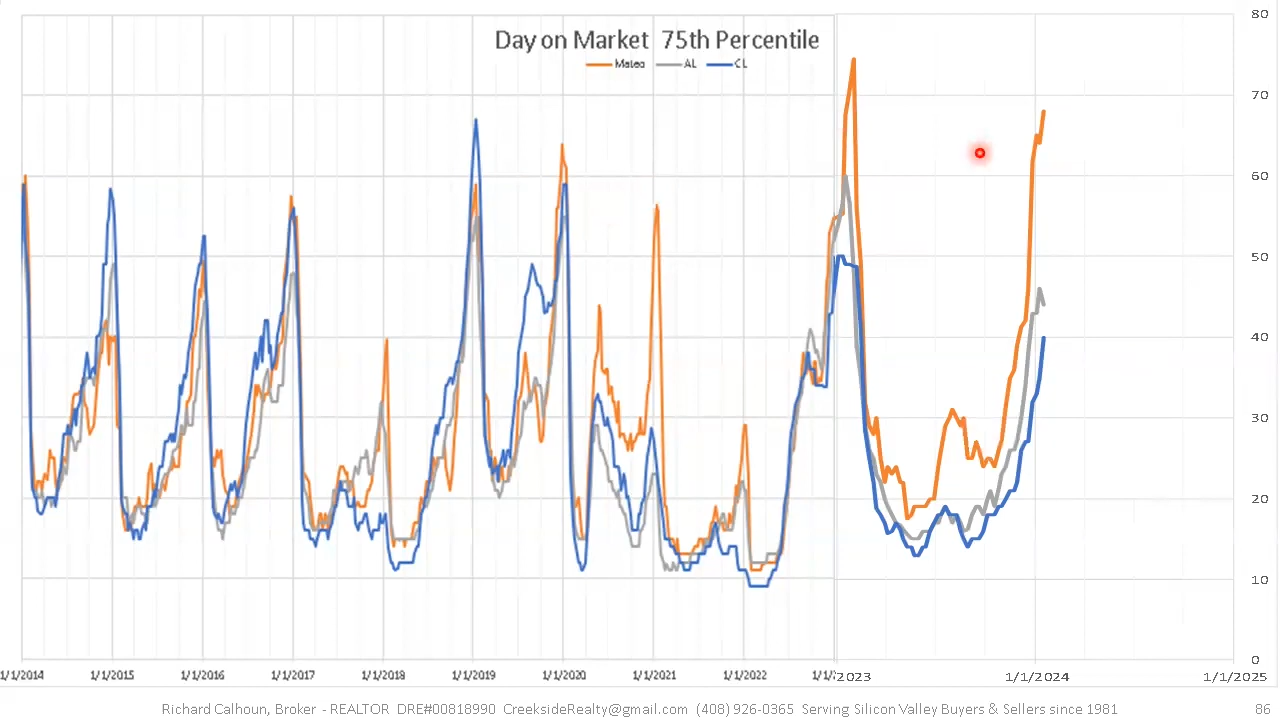 Day on Market 75th Percentile
Mateo AL CL
80
70
60
50
40
30
20
10
0
1/1/2014 1/1/2015 1/1/2016 1/1/2017 1/1/2018 1/1/2019 1/1/2020 1/1/2021 1/1/2022 1/1/2023 1/1/2024 1/1/2025
Richard Calhoun, Broker - REALTOR DRE#00818990 CreeksideRealty@gmail.com (408) 926-0365 Serving Silicon Valley Buyers & Sellers since 1981 86